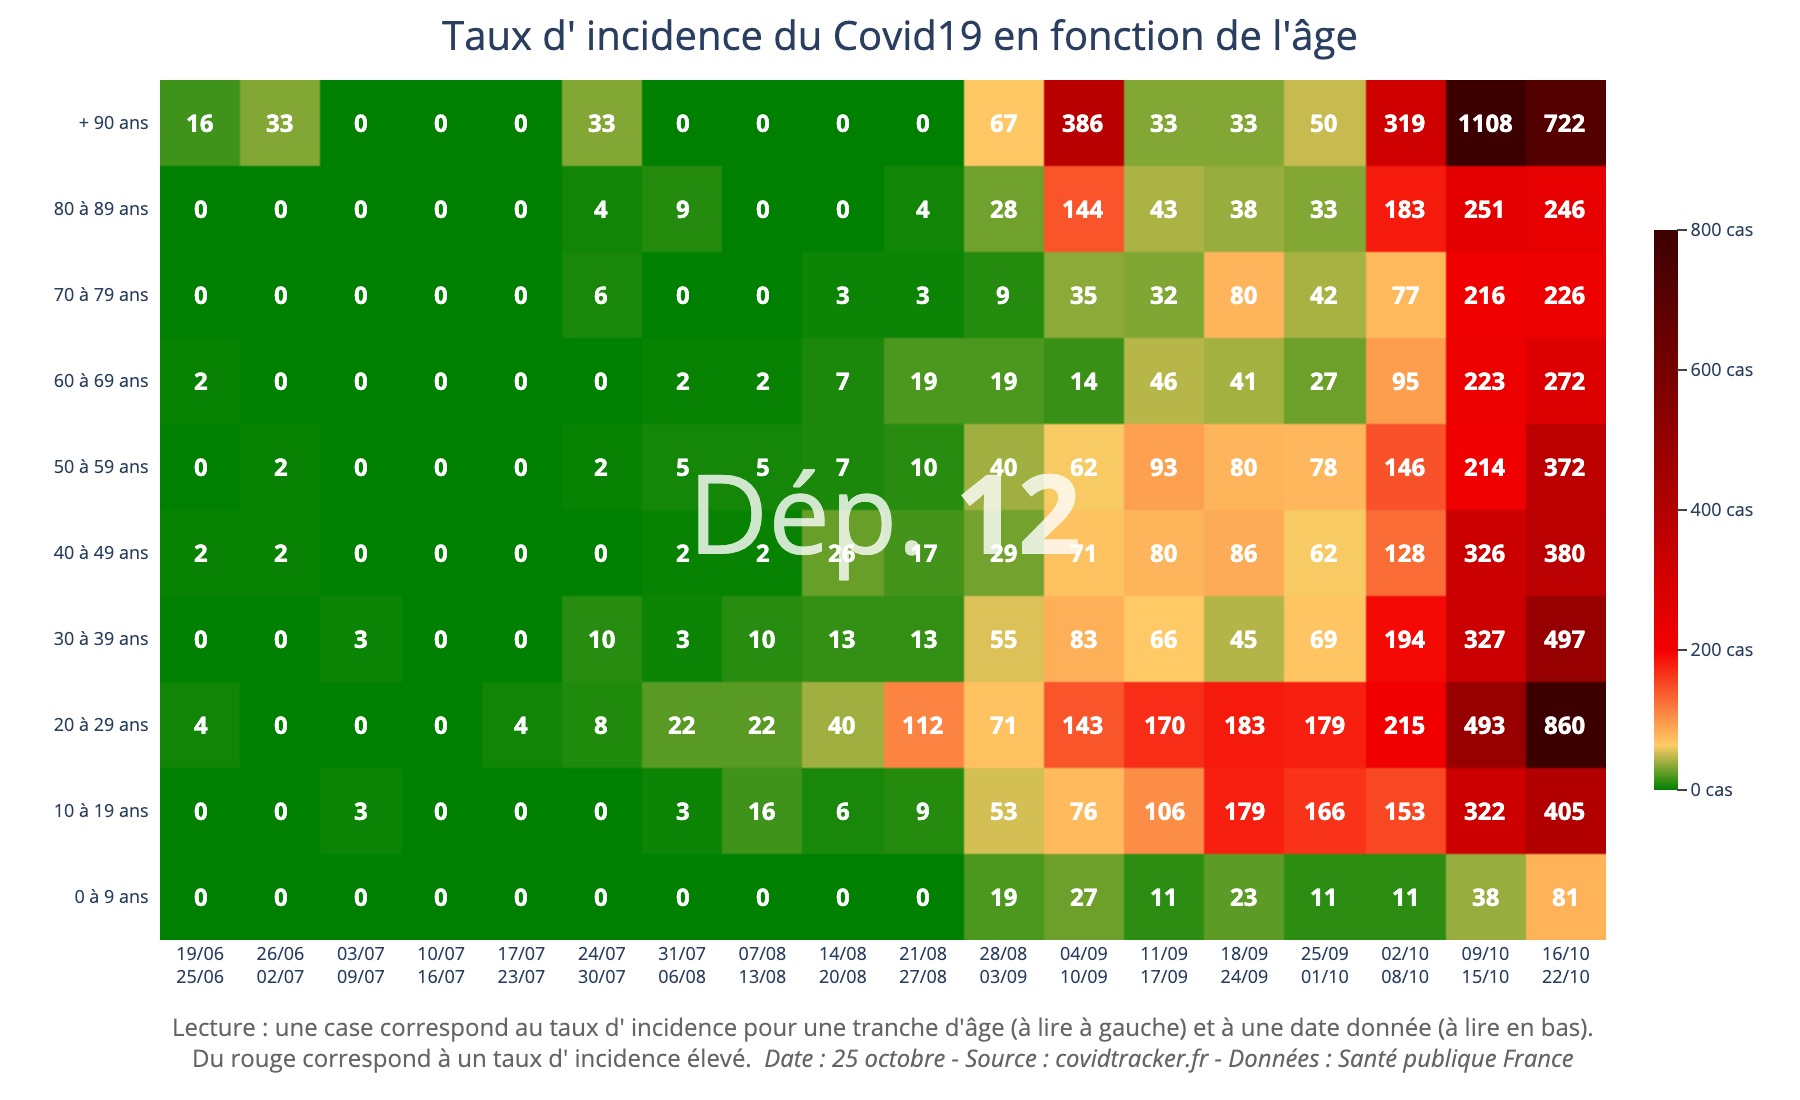 Taux d' incidence du Covid19 en fonction de l'âge
+ 90 ans 16 33 0 0 0 33 0 0 0 0 67 386 33 33 50 319 1108 722
80 à 89 ans 0 0 0 0 0 4 9 0 0 4 28 144 43 38 33 183 251 246
70 à 79 ans 0 0 0 0 0 6 0 0 3 3 9 35 32 80 42 77 216 226
60 à 69 ans 2 0 0 0 0 0 2 2 7 19 19 14 46 41 27 95 223 272
50 à 59 ans 0 2 0 0 0 2 5 5 7 10 40 62 93 80 78 146 214 372
Dép. 12
40 à 49 ans 2 2 0 0 0 0 2 2 26 17 29 71 80 86 62 128 326 380
30 à 39 ans 0 0 3 0 0 10 3 10 13 13 55 83 66 45 69 194 327 497
20 à 29 ans 4 0 0 0 4 8 22 22 40 112 71 143 170 183 179 215 493 860
10 à 19 ans 0 0 3 0 0 0 3 16 6 9 53 76 106 179 166 153 322 405
0 à 9 ans 0 0 0 0 0 0 0 0 0 0 19 27 11 23 11 11 38 81
19/06 26/06 03/07 10/07 17/07 24/07 31/07 07/08 14/08 21/08 28/08 04/09 11/09 18/09 25/09 02/10 09/10 16/10
25/06 02/07 09/07 16/07 23/07 30/07 06/08 13/08 20/08 27/08 03/09 10/09 17/09 24/09 01/10 08/10 15/10 22/10
800 cas
600 cas
400 cas
200 cas
0 cas
Lecture : une case correspond au taux d' incidence pour une tranche d'âge (à lire à gauche) et à une date donnée (à lire en bas).
Du rouge correspond à un taux d' incidence élevé. Date : 25 octobre - Source : covidtracker.fr - Données : Santé publique France